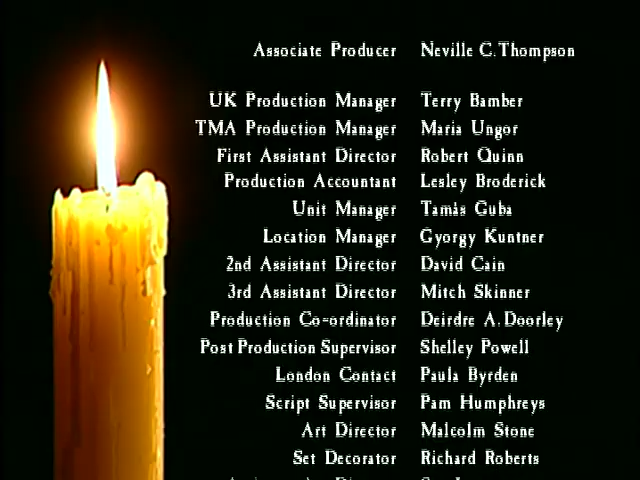 Associate Producer Neville C. Thompson
UK Production Manager Terry Bamber
TMA Production Manager Maria Ungor
First Assistant Director Robert Quinn
Production Accountant Lesley Broderick
Unit Manager Tamàs Guba
Location Manager Gyorgy Kuntner
2nd Assistant Director David Cain
3rd Assistant Director Mitch Skinner
Production Co-ordinator Deirdre A. Doorley
Post Production Supervisor Shelley Powell
London Contact Paula Byrden
Script Supervisor Pam Humphreys
Art Director Malcolm Stone
Set Decorator Richard Roberts